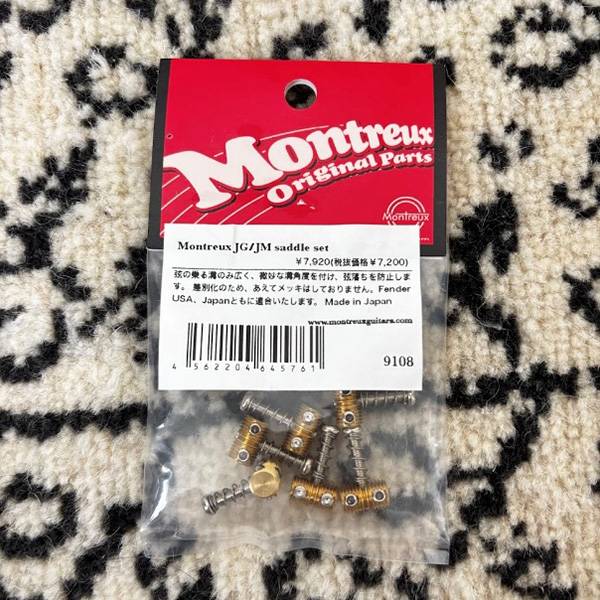 Montreux
Original Parts
Montreux
Montreux JG/JM saddle set
￥7,920(税抜価格￥7,200)
弦の乗る溝のみ広く、微妙な溝角度を付け、弦落ちを防止しま
す。 差別化のため、あえてメッキはしておりません。Fender
USA、Japanともに適合いたします。 Made in Japan
www.montreuxguitars.com
4 562204 645761
9108